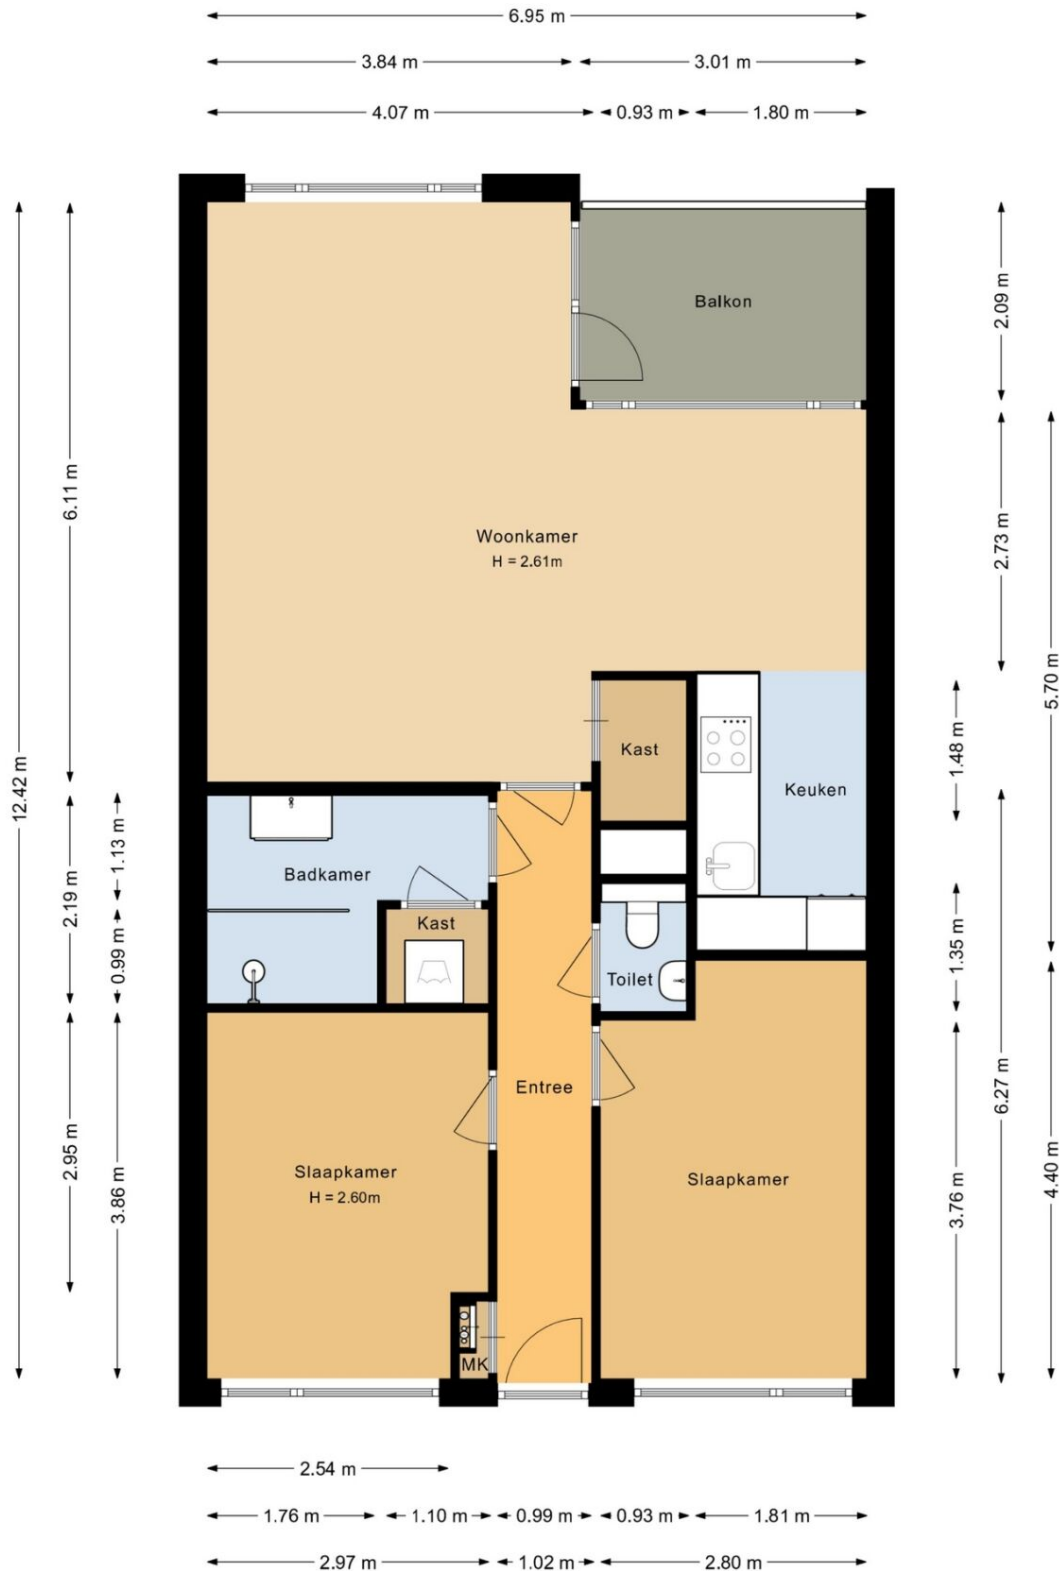 6.95 m
3.84 m
3.01 m
4.07 m
0.93 m
1.80 m
12.42 m
6.11 m
2.19 m
2.95 m
1.13 m
0.99 m
3.86 m
Balkon
Woonkamer
H = 2.61m
Kast
Keuken
Badkamer
Kast
Toilet
Entree
Slaapkamer
H = 2.60m
Slaapkamer
MK
1.48 m
1.35 m
3.76 m
2.09 m
2.73 m
6.27 m
5.70 m
4.40 m
2.54 m
1.76 m
1.10 m
0.99 m
0.93 m
1.81 m
2.97 m
1.02 m
2.80 m